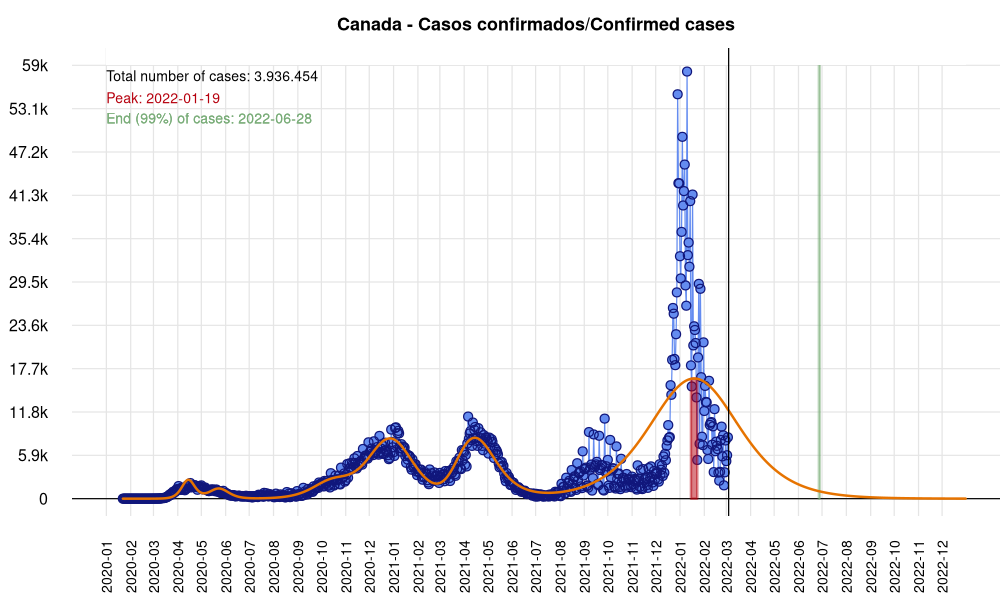 Canada - Casos confirmados/Confirmed cases
59k
Total number of cases: 3.936.454
Peak: 2022-01-19
53.1k
End (99%) of cases: 2022-06-28
47.2k
41.3k
35.4k
29.5k
23.6k
17.7k
11.8k
5.9k
0
2020-01
2020-02
2020-03
2020-04
2020-05
2020-06
2020-07
2020-08
2020-09
2020-10
2020-11
2020-12
2021-01
2021-02
2021-03
2021-04
2021-05
2021-06
2021-07
2021-08
2021-09
2021-10
2021-11
2021-12
2022-01
2022-02
2022-03
2022-04
2022-05
2022-06
2022-07
2022-08
2022-09
2022-10
2022-11
2022-12